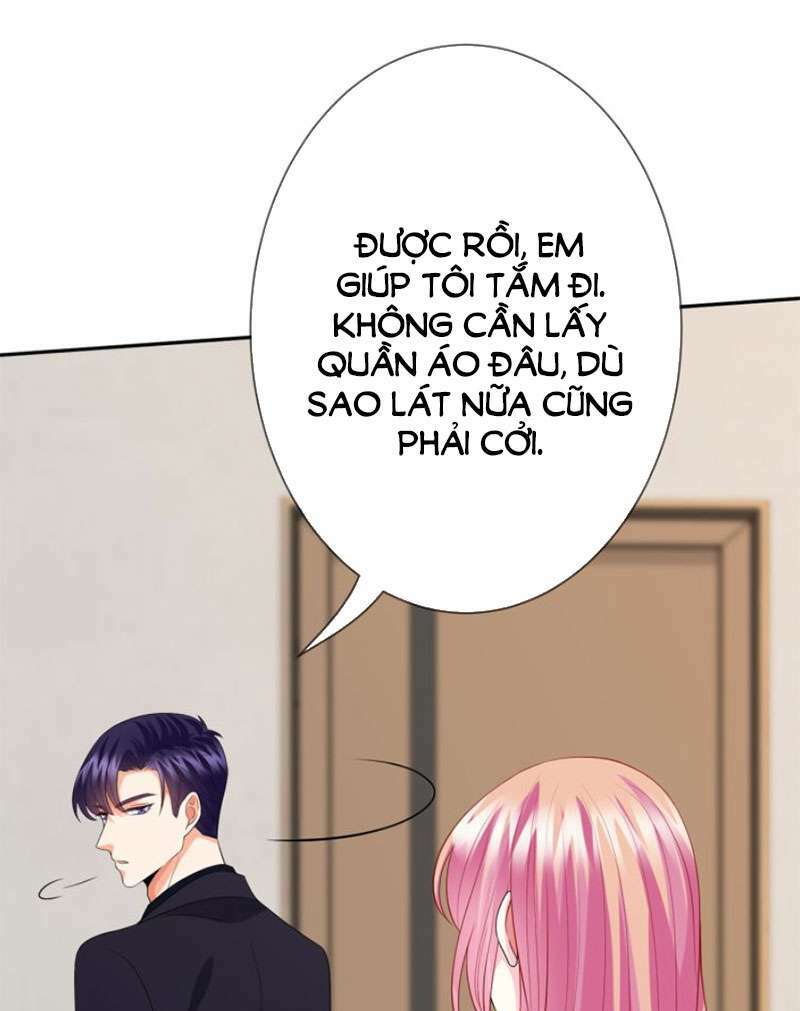 ĐƯỢC RỒI, EM
GIÚP TÔI TẮM ĐI.
KHÔNG CẦN LẤY
QUẦN ÁO ĐÂU, DÙ
SAO LÁT NỮA CŨNG
PHẢI CỞI.